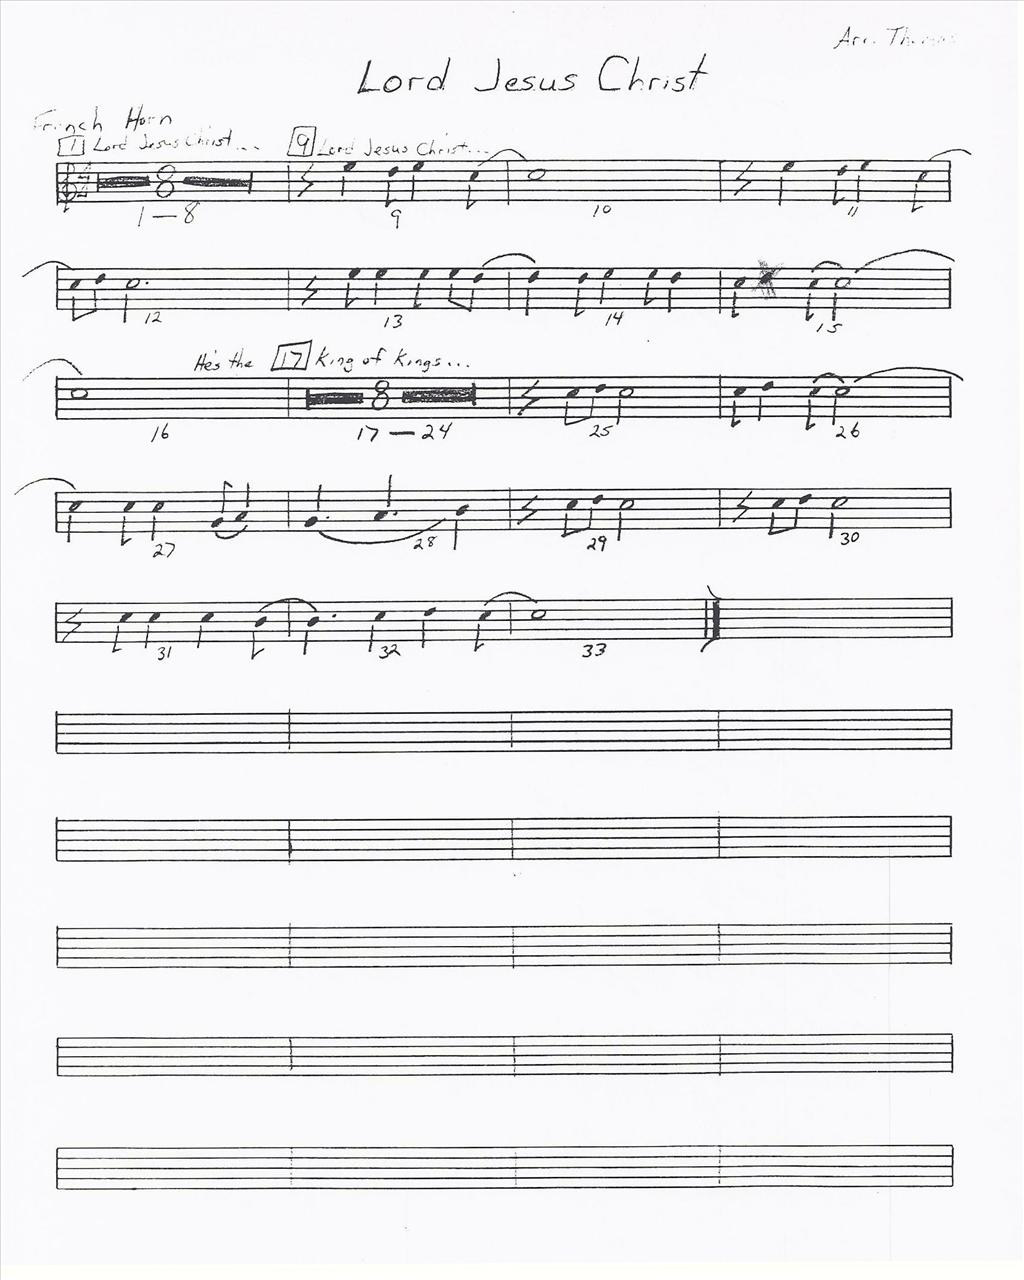 Arr. Thomas
Lord Jesus Christ
French Horn
1 Lord Jesus Christ... 9 Lord Jesus Christ...
8
8
1—8 9 10 11
12 13 14 15
He's the 17 King of Kings...
8
16 17—24 25 26
27 28 29 30
31 32 33